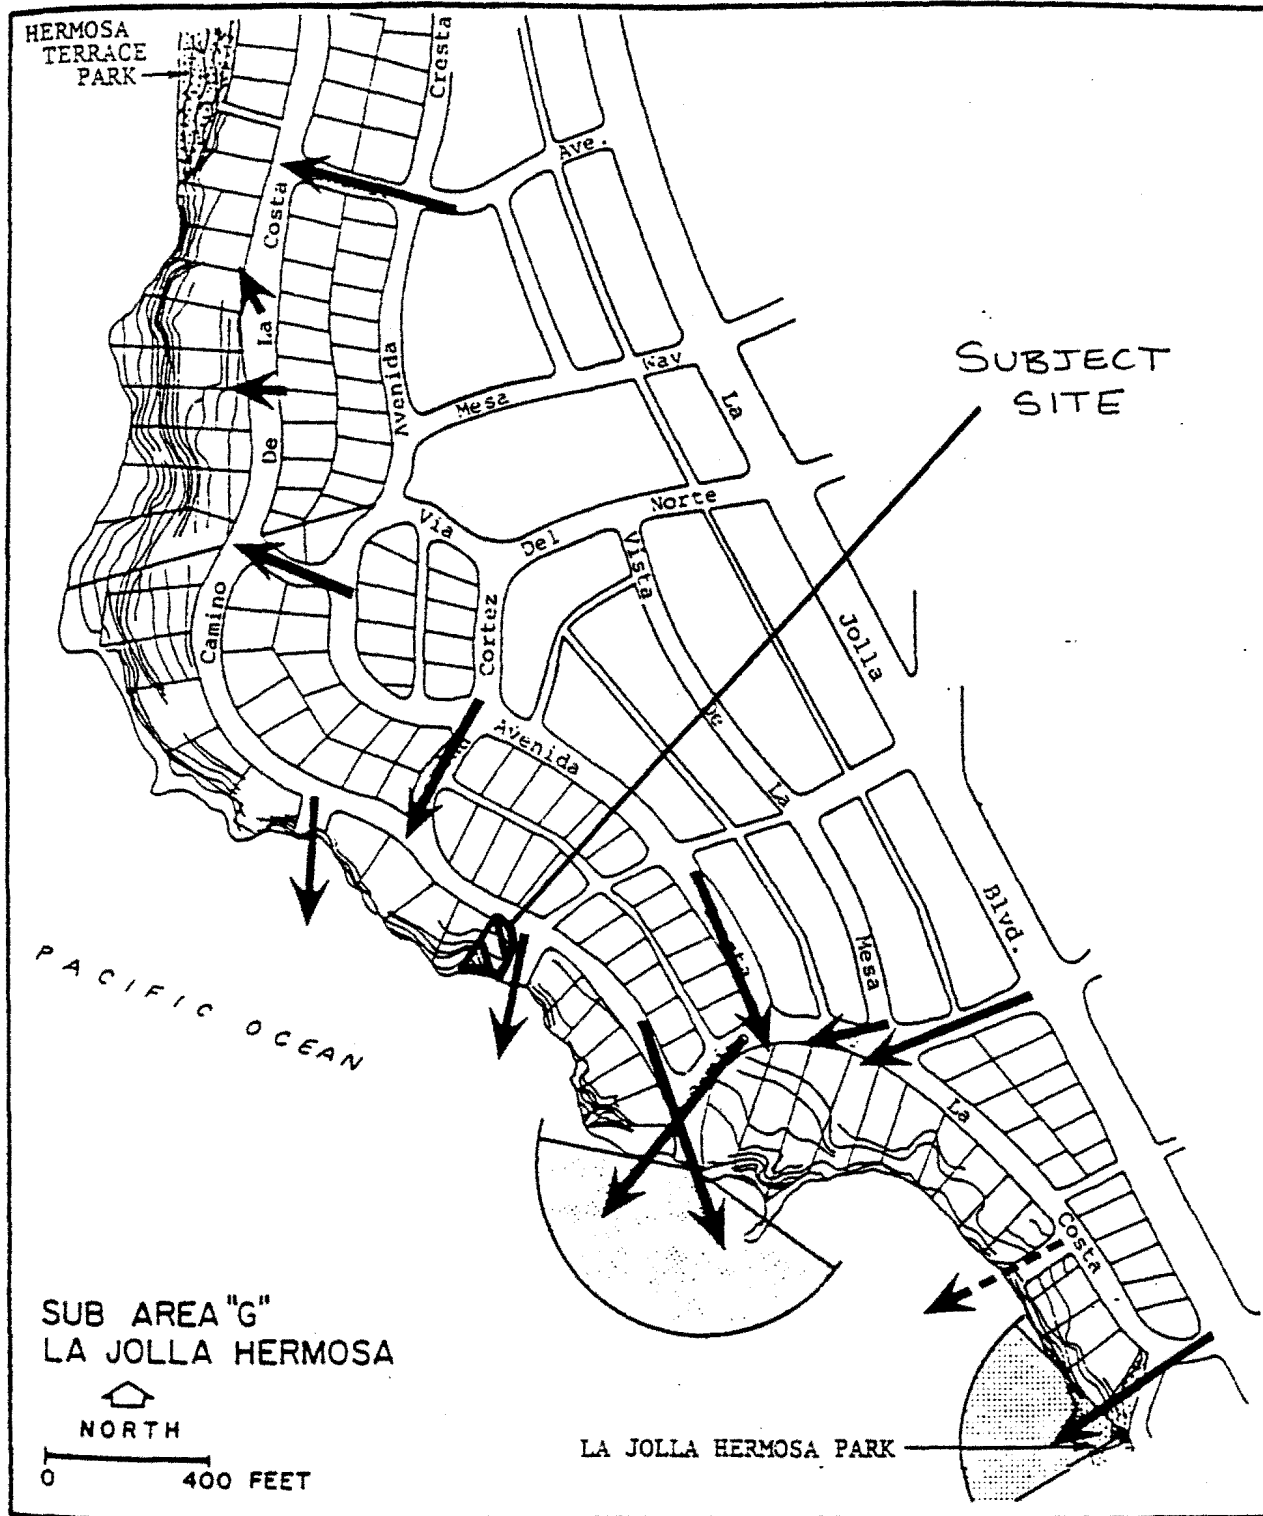 HERMOSA
TERRACE
PARK
Cresta
Ave.
Costa
La
Avenida
Way
Mesa
La
SUBJECT
SITE
De
Norte
Via
Del
Vista
Camino
Cortez
Jolla
De
Avenida
La
Blvd.
Mesa
PACIFIC OCEAN
La
Costa
SUB AREA "G"
LA JOLLA HERMOSA
NORTH
LA JOLLA HERMOSA PARK
0 400 FEET